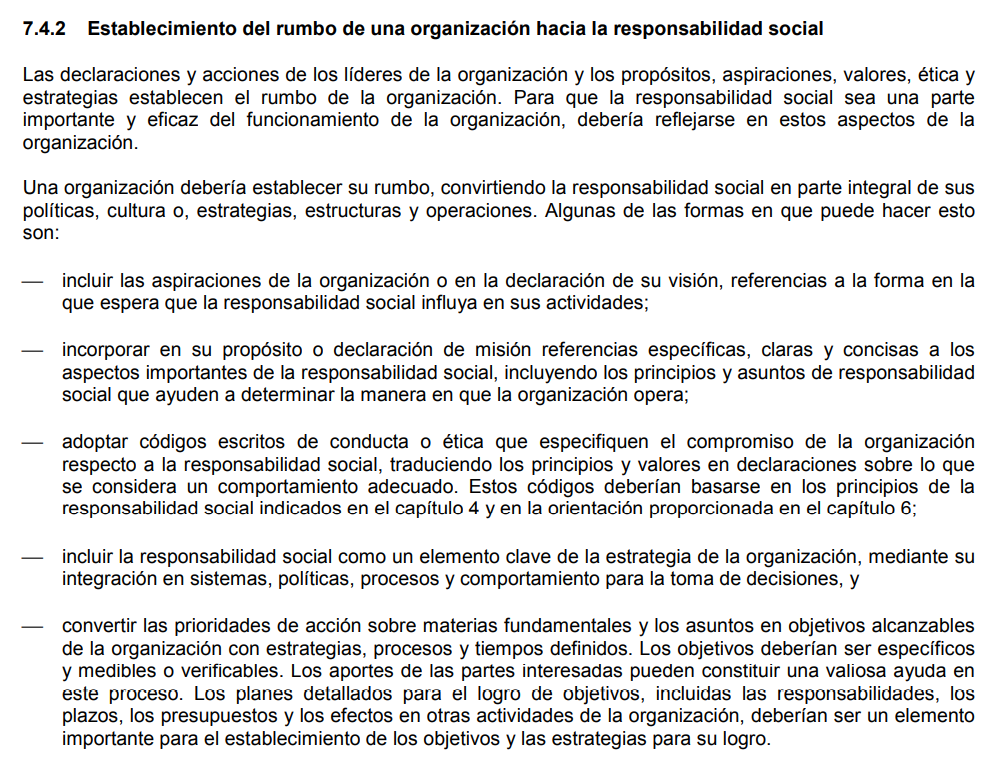 7.4.2 Establecimiento del rumbo de una organización hacia la responsabilidad social
Las declaraciones y acciones de los líderes de la organización y los propósitos, aspiraciones, valores, ética y
estrategias establecen el rumbo de la organización. Para que la responsabilidad social sea una parte
importante y eficaz del funcionamiento de la organización, debería reflejarse en estos aspectos de la
organización.
Una organización debería establecer su rumbo, convirtiendo la responsabilidad social en parte integral de sus
políticas, cultura o, estrategias, estructuras y operaciones. Algunas de las formas en que puede hacer esto
son:
— incluir las aspiraciones de la organización o en la declaración de su visión, referencias a la forma en la
que espera que la responsabilidad social influya en sus actividades;
— incorporar en su propósito o declaración de misión referencias específicas, claras y concisas a los
aspectos importantes de la responsabilidad social, incluyendo los principios y asuntos de responsabilidad
social que ayuden a determinar la manera en que la organización opera;
— adoptar códigos escritos de conducta o ética que especifiquen el compromiso de la organización
respecto a la responsabilidad social, traduciendo los principios y valores en declaraciones sobre lo que
se considera un comportamiento adecuado. Estos códigos deberían basarse en los principios de la
responsabilidad social indicados en el capítulo 4 y en la orientación proporcionada en el capítulo 6;
— incluir la responsabilidad social como un elemento clave de la estrategia de la organización, mediante su
integración en sistemas, políticas, procesos y comportamiento para la toma de decisiones, y
— convertir las prioridades de acción sobre materias fundamentales y los asuntos en objetivos alcanzables
de la organización con estrategias, procesos y tiempos definidos. Los objetivos deberían ser específicos
y medibles o verificables. Los aportes de las partes interesadas pueden constituir una valiosa ayuda en
este proceso. Los planes detallados para el logro de objetivos, incluidas las responsabilidades, los
plazos, los presupuestos y los efectos en otras actividades de la organización, deberían ser un elemento
importante para el establecimiento de los objetivos y las estrategias para su logro.